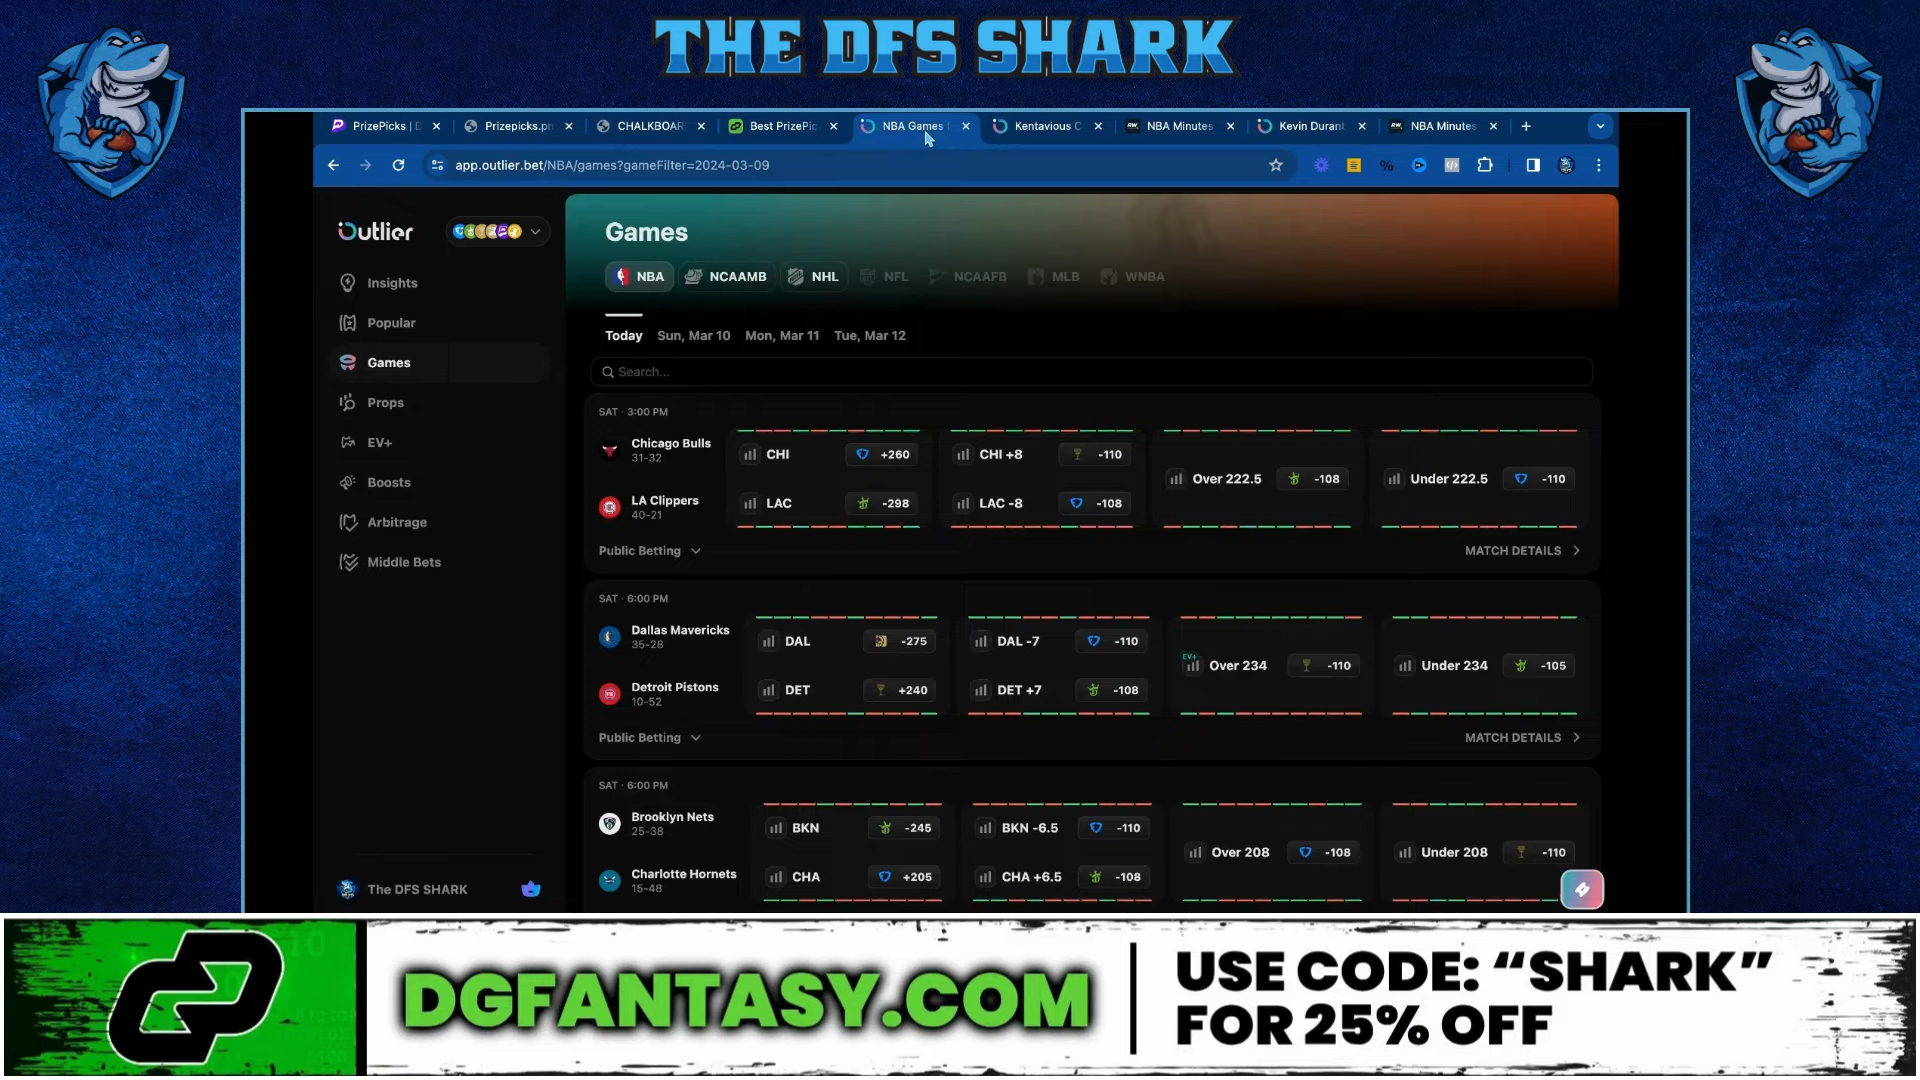 THE DFS SHARK
PrizePicks | D
Prizepicks.pn
CHALKBOAR
Best PrizePic
NBA Games
Kentavious C
NBA Minutes
Kevin Durant
NBA Minutes
app.outlier.bet/NBA/games?gameFilter=2024-03-09
Outlier
Insights
Popular
Games
Props
EV+
Boosts
Arbitrage
Middle Bets
The DFS SHARK
Games
NBA NCAAMB NHL NFL NCAAFB MLB WNBA
Today Sun, Mar 10 Mon, Mar 11 Tue, Mar 12
Search...
SAT · 3:00 PM
Chicago Bulls
31-32
CHI +260
CHI +8 -110
LA Clippers
40-21
LAC -298
LAC -8 -108
Over 222.5 -108
Under 222.5 -110
Public Betting
MATCH DETAILS
SAT · 6:00 PM
Dallas Mavericks
35-28
DAL -275
DAL -7 -110
Detroit Pistons
10-52
DET +240
DET +7 -108
EV+
Over 234 -110
Under 234 -105
Public Betting
MATCH DETAILS
SAT · 6:00 PM
Brooklyn Nets
25-38
BKN -245
BKN -6.5 -110
Charlotte Hornets
15-48
CHA +205
CHA +6.5 -108
Over 208 -108
Under 208 -110
DGFANTASY.COM
USE CODE: “SHARK”
FOR 25% OFF